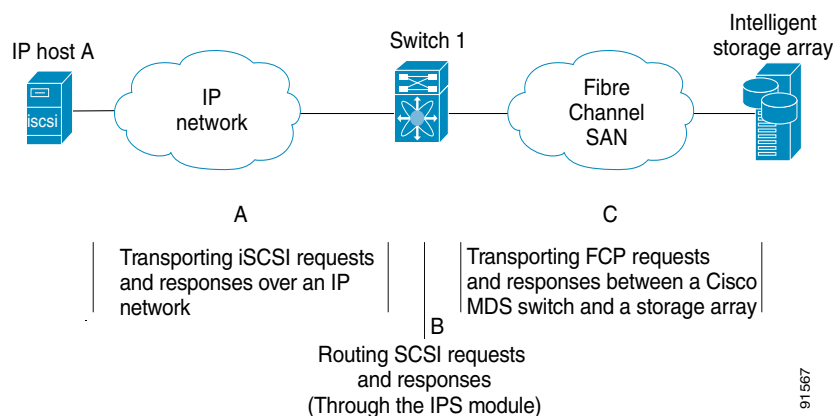 IP host A
iscsi
IP
network
Switch 1
Fibre
Channel
SAN
Intelligent
storage array
A
Transporting iSCSI requests
and responses over an IP
network
C
Transporting FCP requests
and responses between a Cisco
MDS switch and a storage array
B
Routing SCSI requests
and responses
(Through the IPS module)
91567